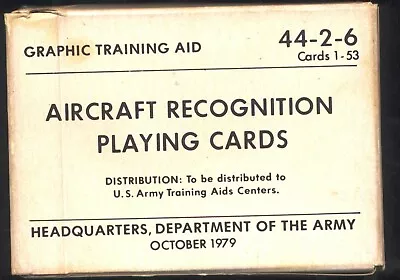 GRAPHIC TRAINING AID
44-2-6
Cards 1-53
AIRCRAFT RECOGNITION
PLAYING CARDS
DISTRIBUTION: To be distributed to
U.S. Army Training Aids Centers.
HEADQUARTERS, DEPARTMENT OF THE ARMY
OCTOBER 1979